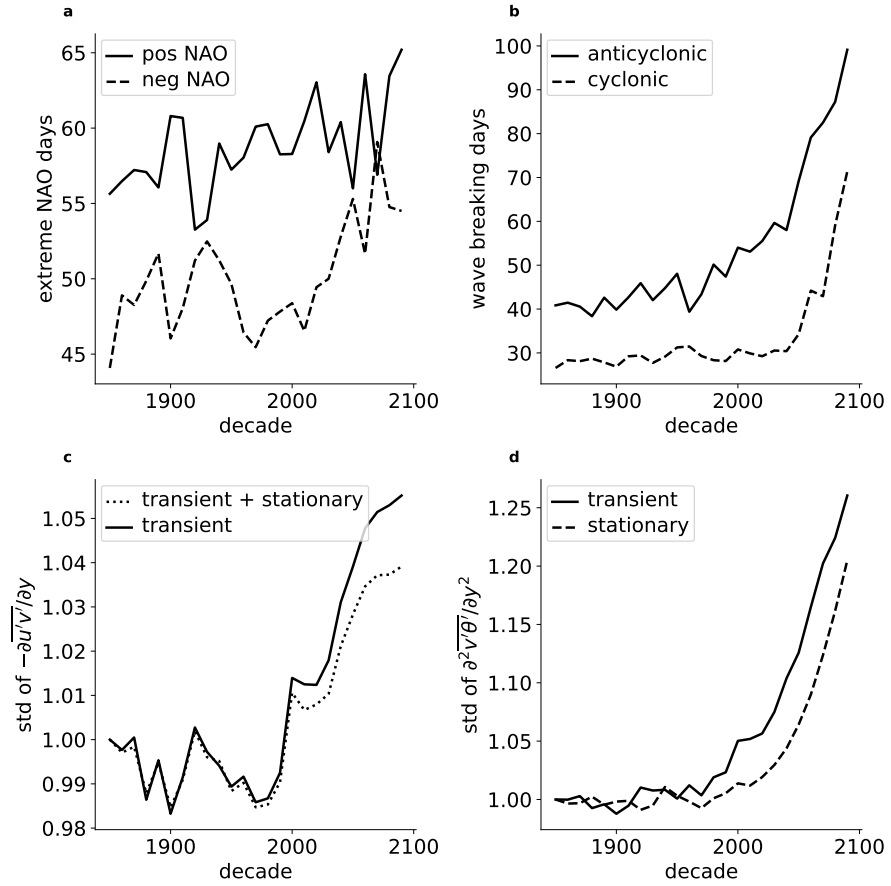 a
65
60
55
50
45
extreme NAO days
pos NAO
neg NAO
1900 2000 2100
decade
b
100
90
80
70
60
50
40
30
wave breaking days
anticyclonic
cyclonic
1900 2000 2100
decade
c
1.05
1.04
1.03
1.02
1.01
1.00
0.99
0.98
std of −∂u′v′/∂y
transient + stationary
transient
1900 2000 2100
decade
d
1.25
1.20
1.15
1.10
1.05
1.00
std of ∂²v′θ′/∂y²
transient
stationary
1900 2000 2100
decade